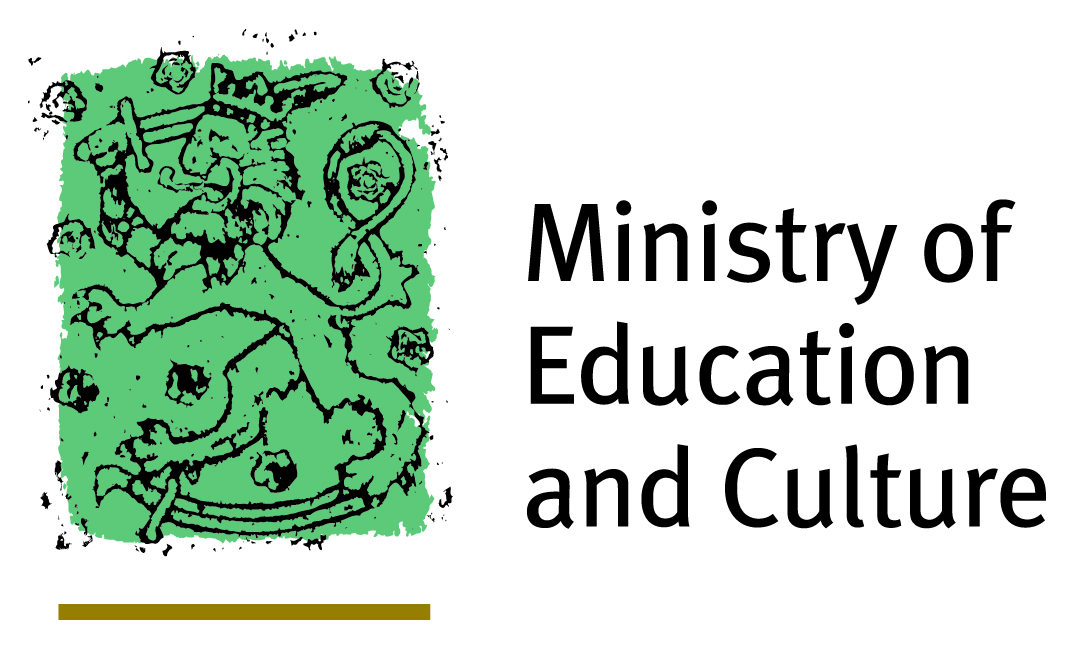 Ministry of
Education
and Culture